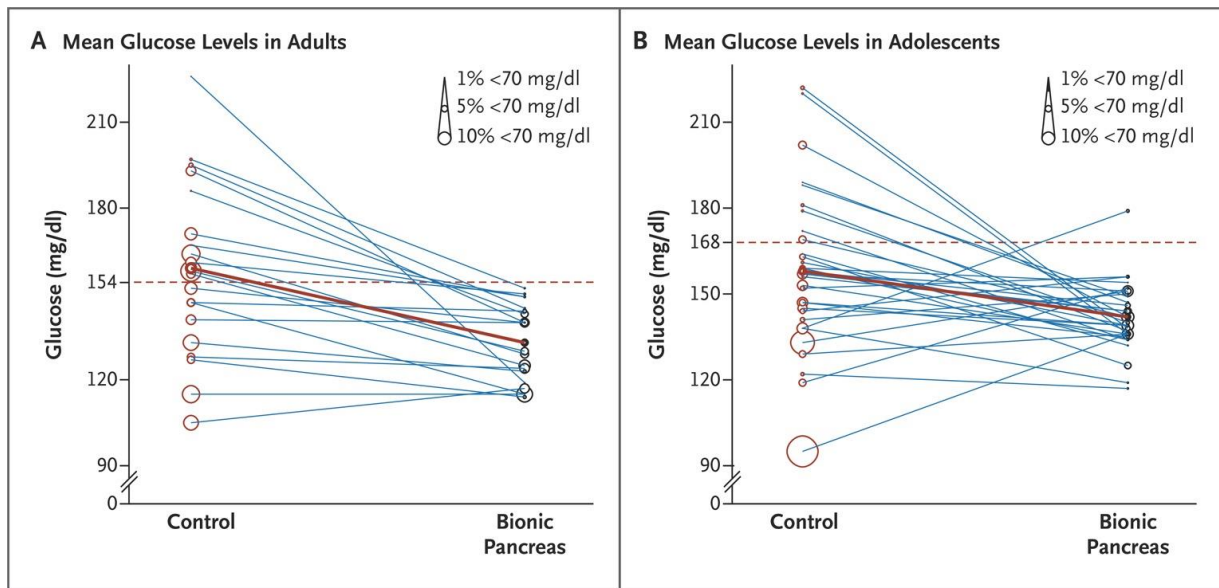 A Mean Glucose Levels in Adults
1% <70 mg/dl
5% <70 mg/dl
10% <70 mg/dl
Glucose (mg/dl)
210
180
154
120
90
0
Control
Bionic
Pancreas
B Mean Glucose Levels in Adolescents
1% <70 mg/dl
5% <70 mg/dl
10% <70 mg/dl
Glucose (mg/dl)
210
180
168
150
120
90
0
Control
Bionic
Pancreas